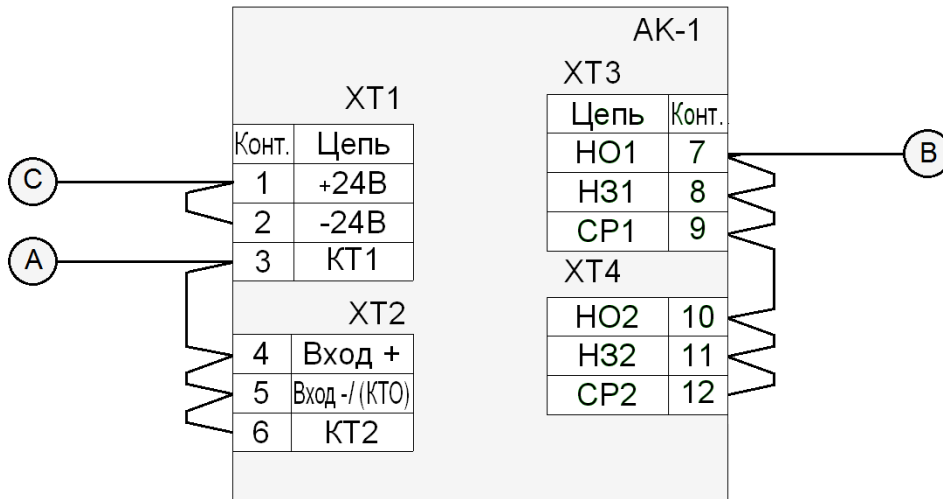 АК-1
ХТ1
Конт. Цепь
1 +24В
2 -24В
3 КТ1
ХТ2
4 Вход +
5 Вход -/ (КТО)
6 КТ2
ХТ3
Цепь Конт.
НО1 7
НЗ1 8
СР1 9
ХТ4
НО2 10
НЗ2 11
СР2 12
С
А
В